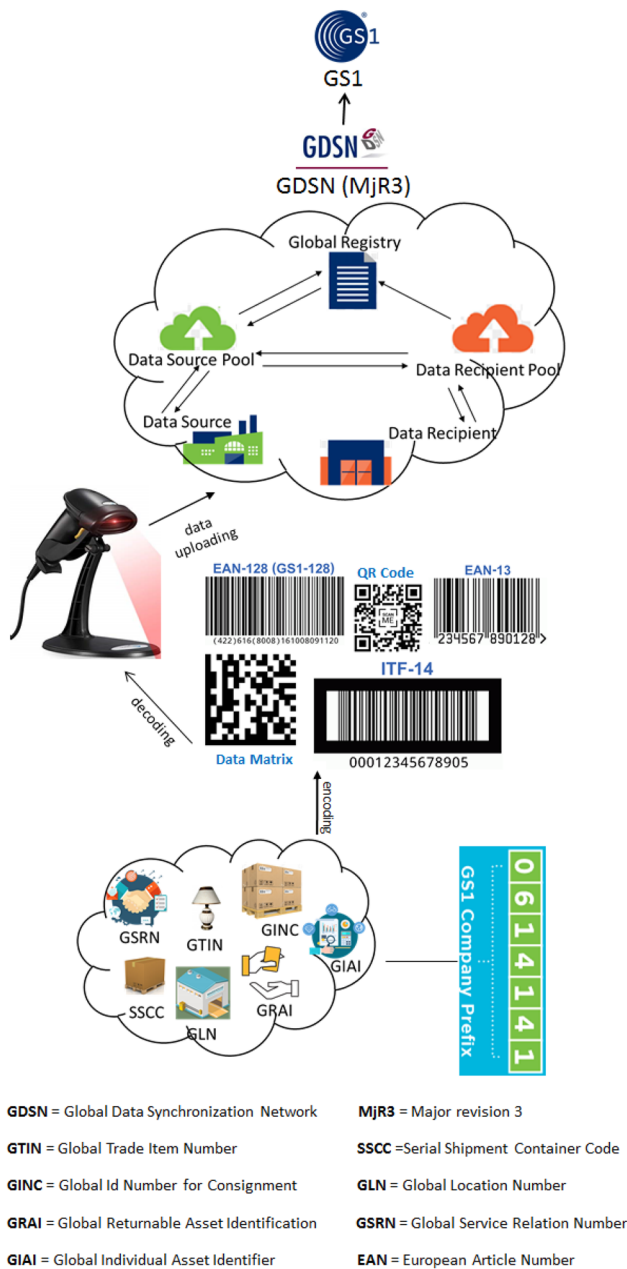 GS1
GS1
GDSN GDSN
GDSN (MjR3)
Global Registry
Data Source Pool
Data Recipient Pool
Data Source
Data Recipient
data
uploading
EAN-128 (GS1-128)
QR Code
EAN-13
SCAN
ME
(422)616(8008)161008091120
234567 890128 >
ITF-14
decoding
Data Matrix
00012345678905
encoding
GSRN
GTIN
GINC
GIAI
SSCC
GLN
GRAI
0614141
GS1 Company Prefix
GDSN = Global Data Synchronization Network
MjR3 = Major revision 3
GTIN = Global Trade Item Number
SSCC =Serial Shipment Container Code
GINC = Global Id Number for Consignment
GLN = Global Location Number
GRAI = Global Returnable Asset Identification
GSRN = Global Service Relation Number
GIAI = Global Individual Asset Identifier
EAN = European Article Number